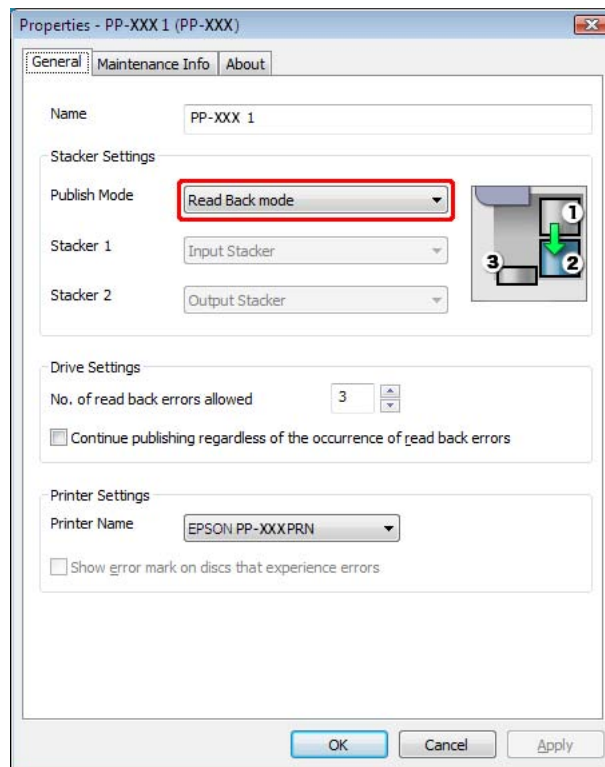 Properties - PP-XXX 1 (PP-XXX)
General Maintenance Info About
Name PP-XXX 1
Stacker Settings
Publish Mode Read Back mode
Stacker 1 Input Stacker
Stacker 2 Output Stacker
1
2
3
Drive Settings
No. of read back errors allowed 3
Continue publishing regardless of the occurrence of read back errors
Printer Settings
Printer Name EPSON PP-XXXPRN
Show error mark on discs that experience errors
OK Cancel Apply